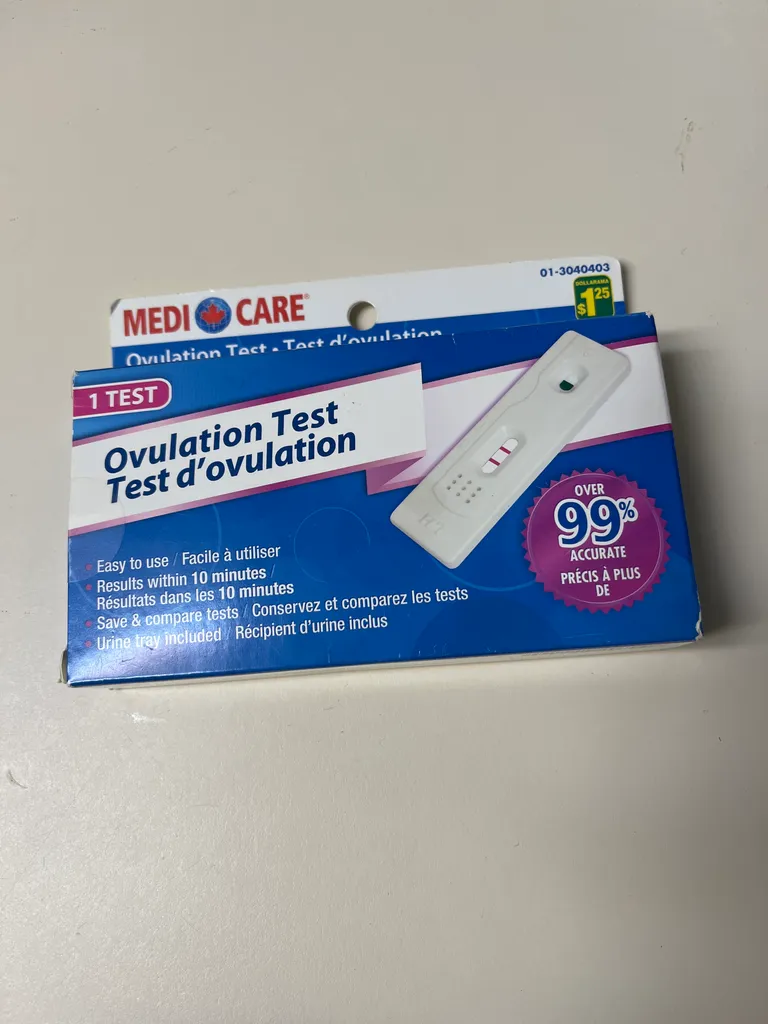 01-3040403
DOLLARAMA
$1.25
MEDI CARE®
Ovulation Test • Test d'ovulation
1 TEST
Ovulation Test
Test d'ovulation
Easy to use / Facile à utiliser
Results within 10 minutes /
Résultats dans les 10 minutes
Save & compare tests / Conservez et comparez les tests
Urine tray included / Récipient d'urine inclus
OVER
99%
ACCURATE
PRÉCIS À PLUS
DE